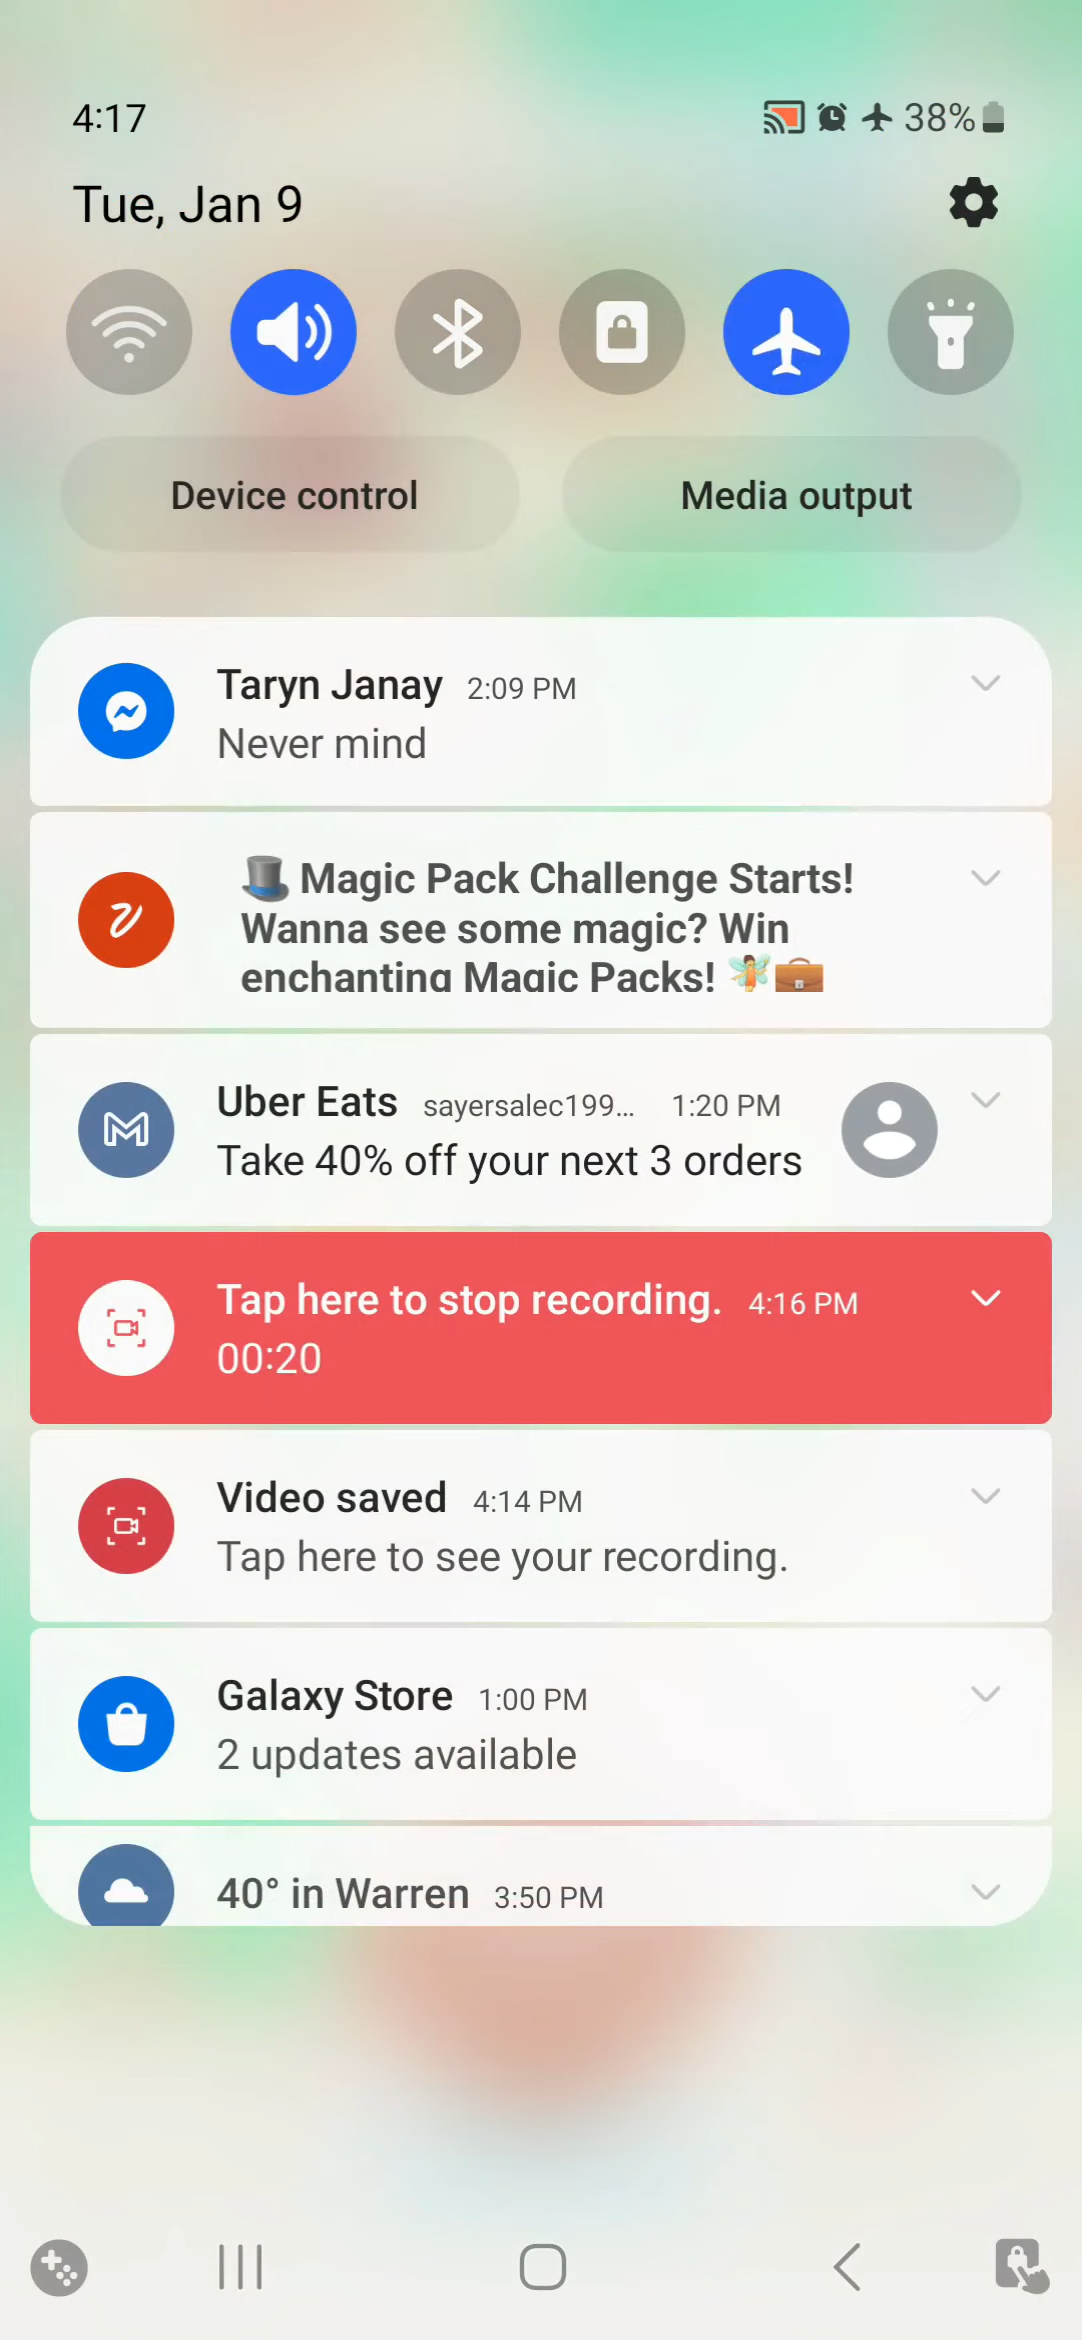 4:17 38%
Tue, Jan 9
Device control Media output
Taryn Janay 2:09 PM
Never mind
🎩 Magic Pack Challenge Starts!
Wanna see some magic? Win
enchanting Magic Packs! 🧚💼
Uber Eats sayersalec199... 1:20 PM
Take 40% off your next 3 orders
Tap here to stop recording. 4:16 PM
00:20
Video saved 4:14 PM
Tap here to see your recording.
Galaxy Store 1:00 PM
2 updates available
40° in Warren 3:50 PM